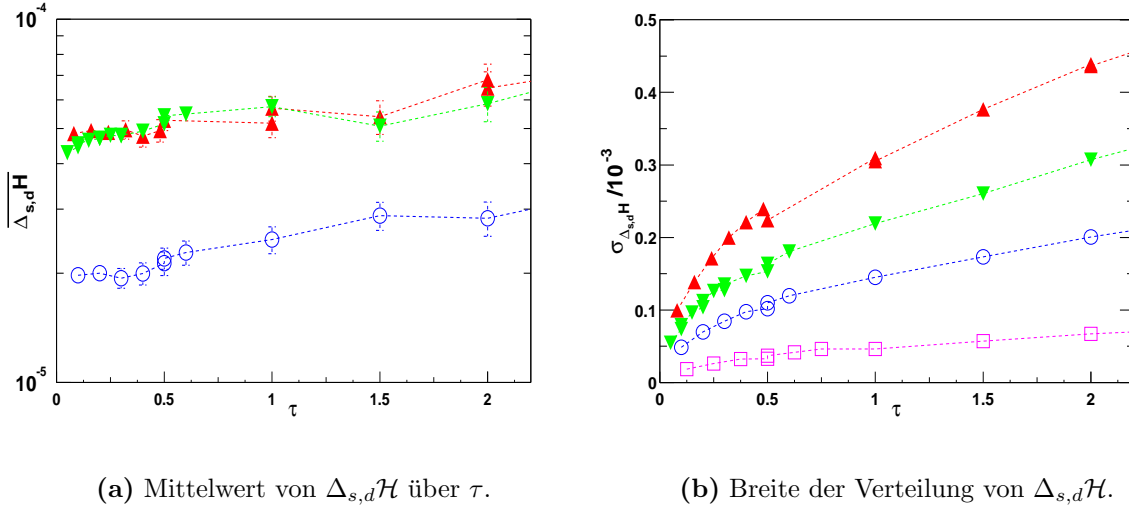 10⁻⁴
10⁻⁵
Δs,dH
0 0.5 1 1.5 2
τ
0.5
0.4
0.3
0.2
0.1
0
σΔs,dH /10⁻³
0 0.5 1 1.5 2
τ
(a) Mittelwert von Δs,dℋ über τ.
(b) Breite der Verteilung von Δs,dℋ.